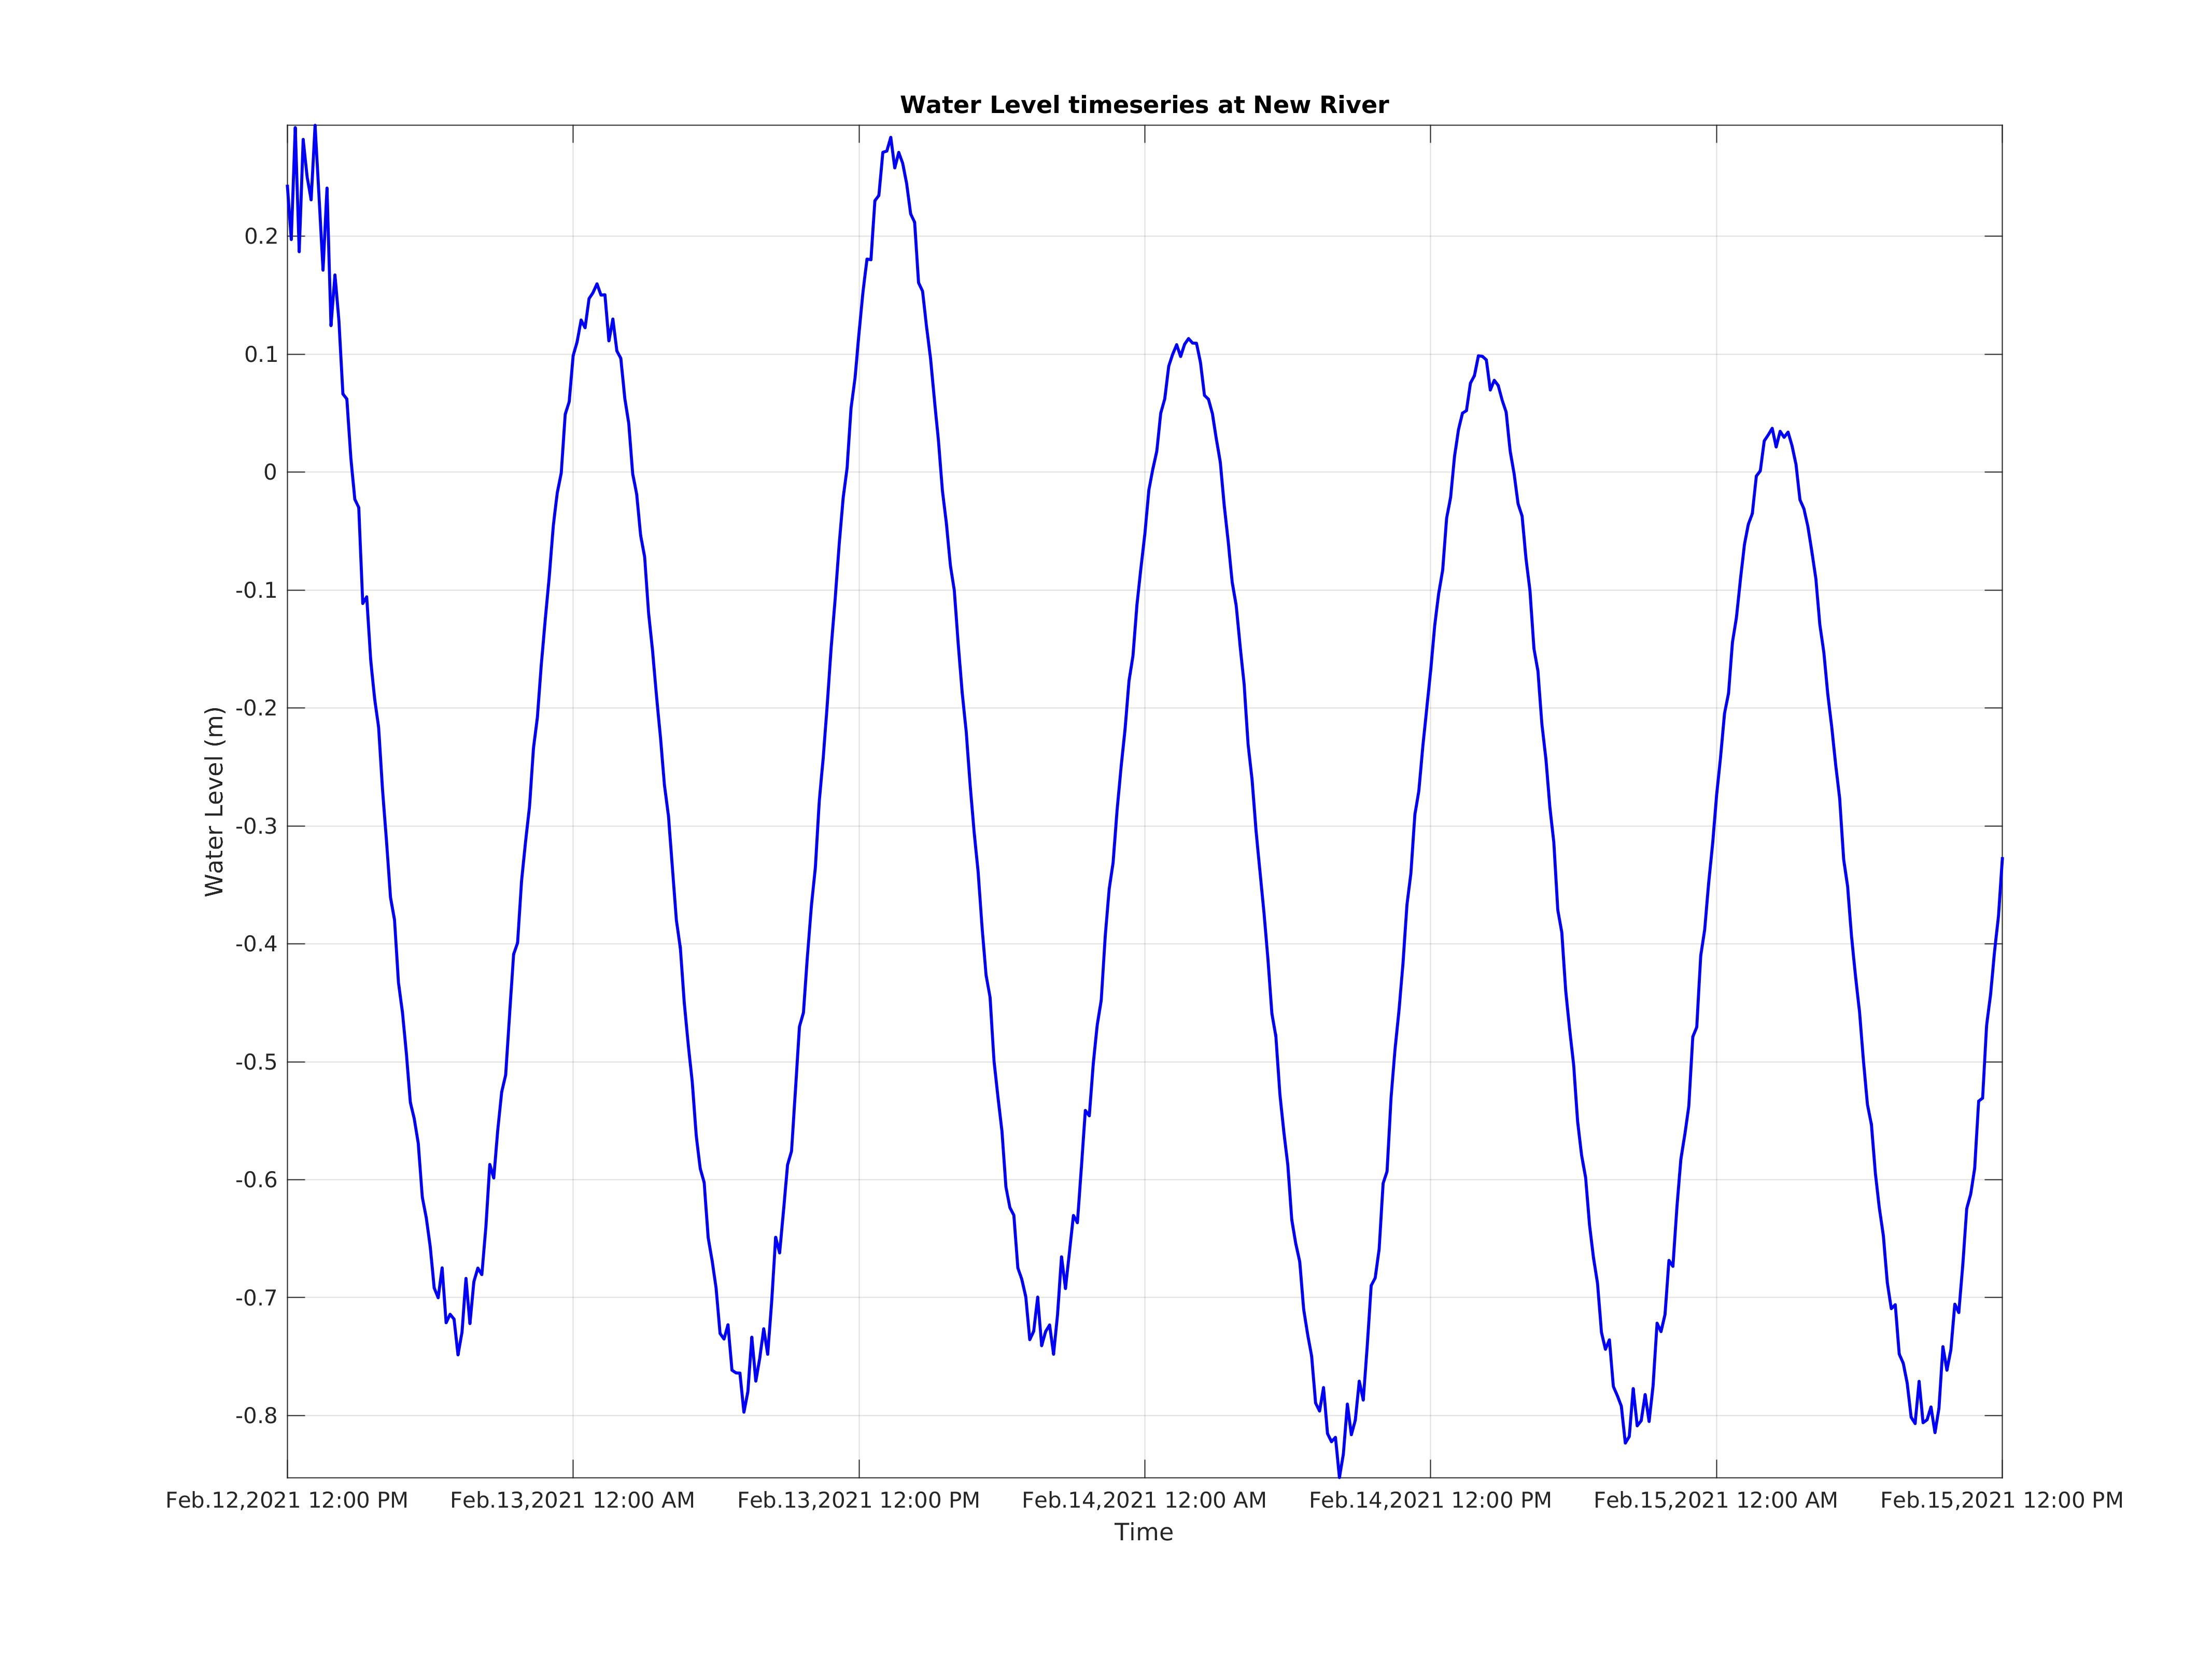 Water Level timeseries at New River
0.2
0.1
0
-0.1
-0.2
-0.3
-0.4
-0.5
-0.6
-0.7
-0.8
Water Level (m)
Feb.12,2021 12:00 PM
Feb.13,2021 12:00 AM
Feb.13,2021 12:00 PM
Feb.14,2021 12:00 AM
Feb.14,2021 12:00 PM
Feb.15,2021 12:00 AM
Feb.15,2021 12:00 PM
Time